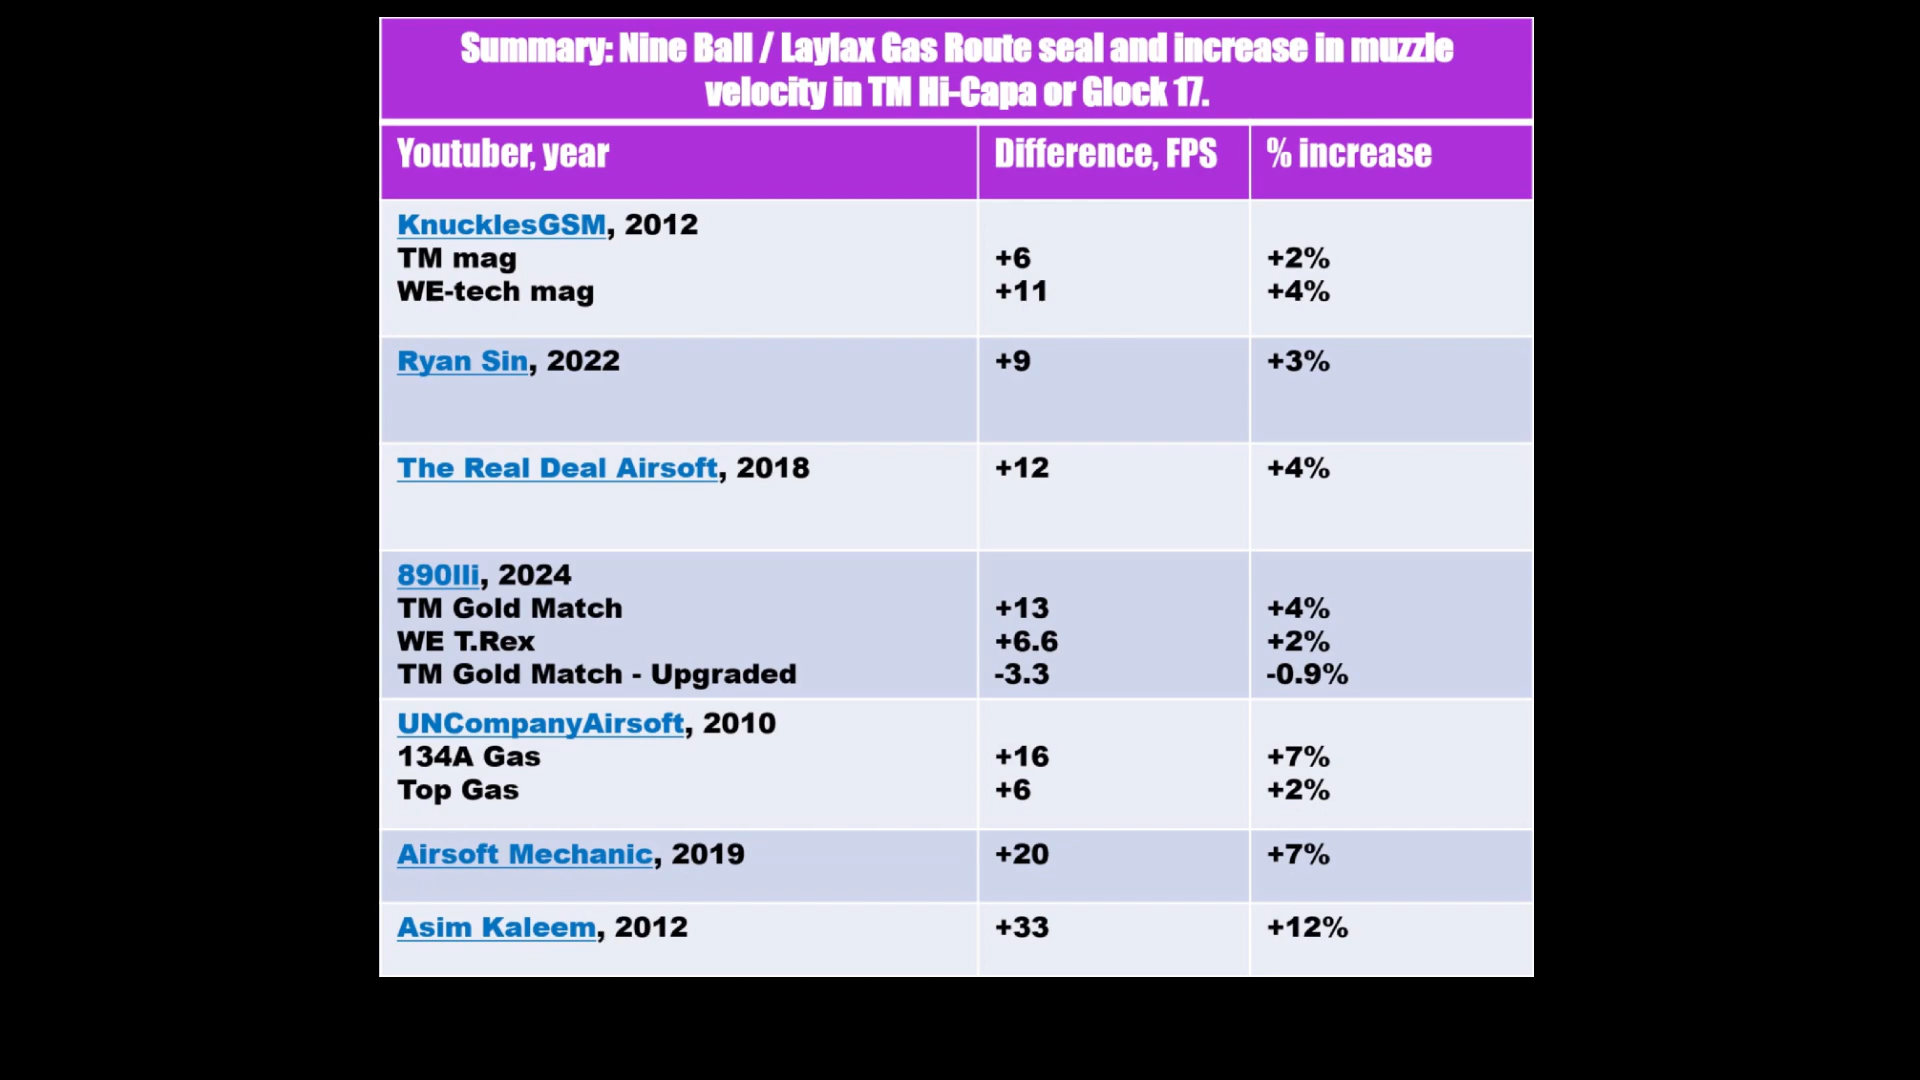 Summary: Nine Ball / Laylax Gas Route seal and increase in muzzle
velocity in TM Hi-Capa or Glock 17.
Youtuber, year Difference, FPS % increase
KnucklesGSM, 2012
TM mag +6 +2%
WE-tech mag +11 +4%
Ryan Sin, 2022 +9 +3%
The Real Deal Airsoft, 2018 +12 +4%
890lli, 2024
TM Gold Match +13 +4%
WE T.Rex +6.6 +2%
TM Gold Match - Upgraded -3.3 -0.9%
UNCompanyAirsoft, 2010
134A Gas +16 +7%
Top Gas +6 +2%
Airsoft Mechanic, 2019 +20 +7%
Asim Kaleem, 2012 +33 +12%